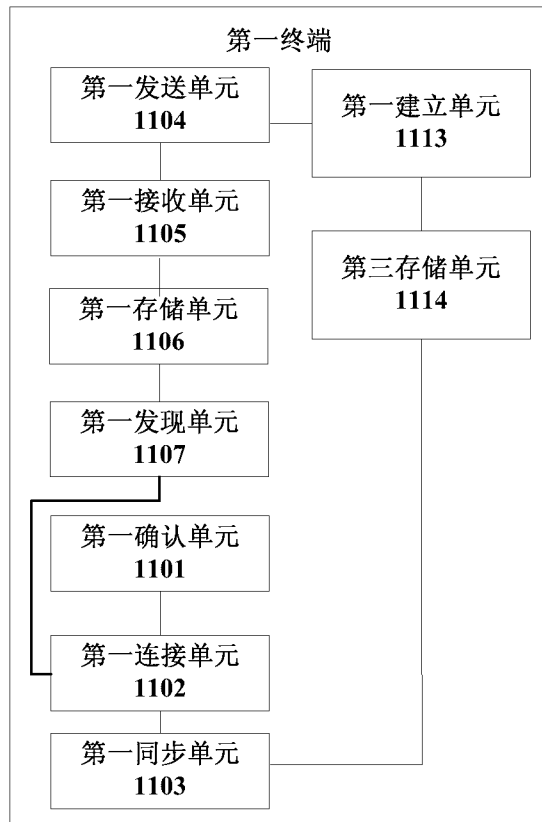 第一终端
第一发送单元
1104
第一建立单元
1113
第一接收单元
1105
第三存储单元
1114
第一存储单元
1106
第一发现单元
1107
第一确认单元
1101
第一连接单元
1102
第一同步单元
1103